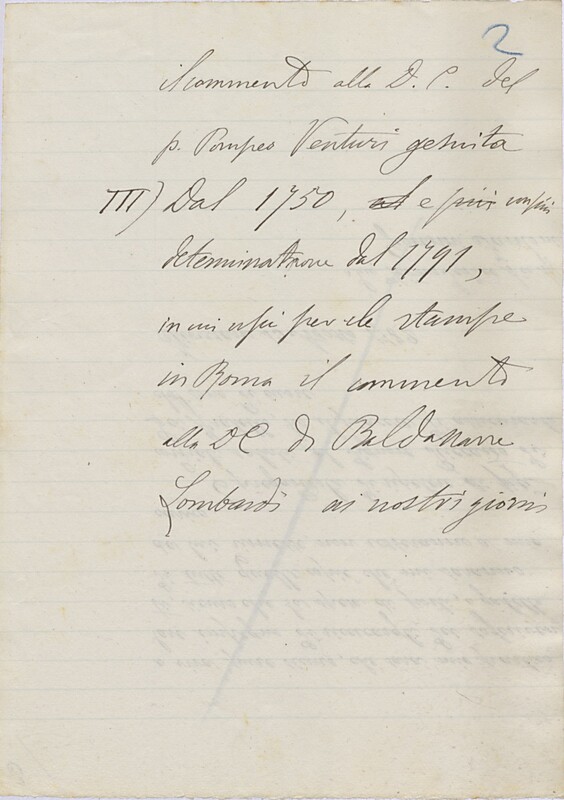 2
il commento alla D. C. del
p. Pompeo Venturi gesuita
III) Dal 1750, e più
determinatamente dal 1791,
in cui uscì per le stampe
in Roma il commento
alla DC di Baldassarre
Lombardi ai nostri giorni